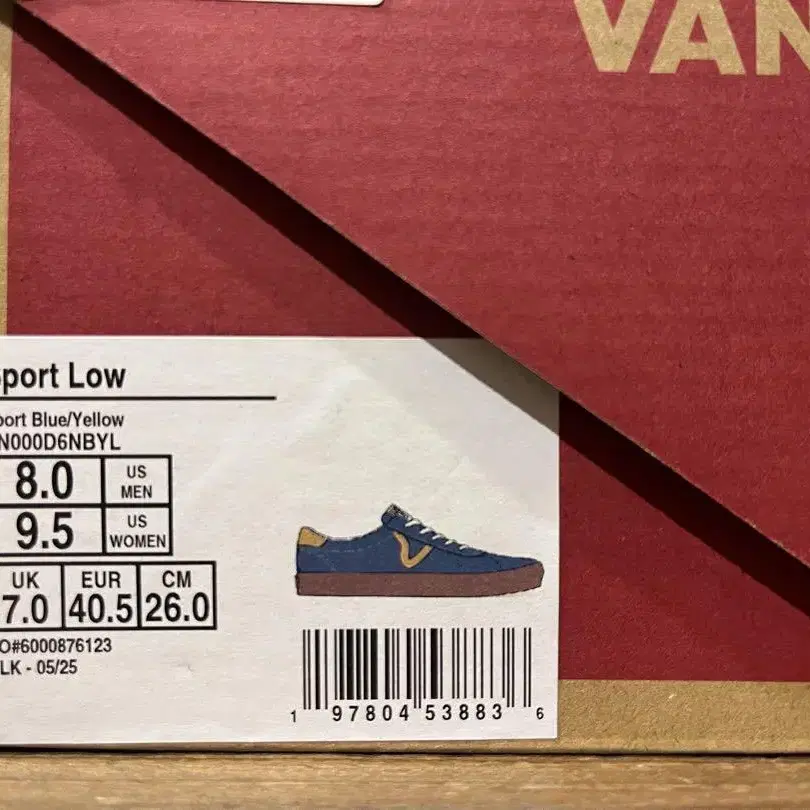 VAN
port Low
port Blue/Yellow
N000D6NBYL
8.0 US MEN
9.5 US WOMEN
UK EUR CM
7.0 40.5 26.0
O#6000876123
LK - 05/25
1 97804 53883 6